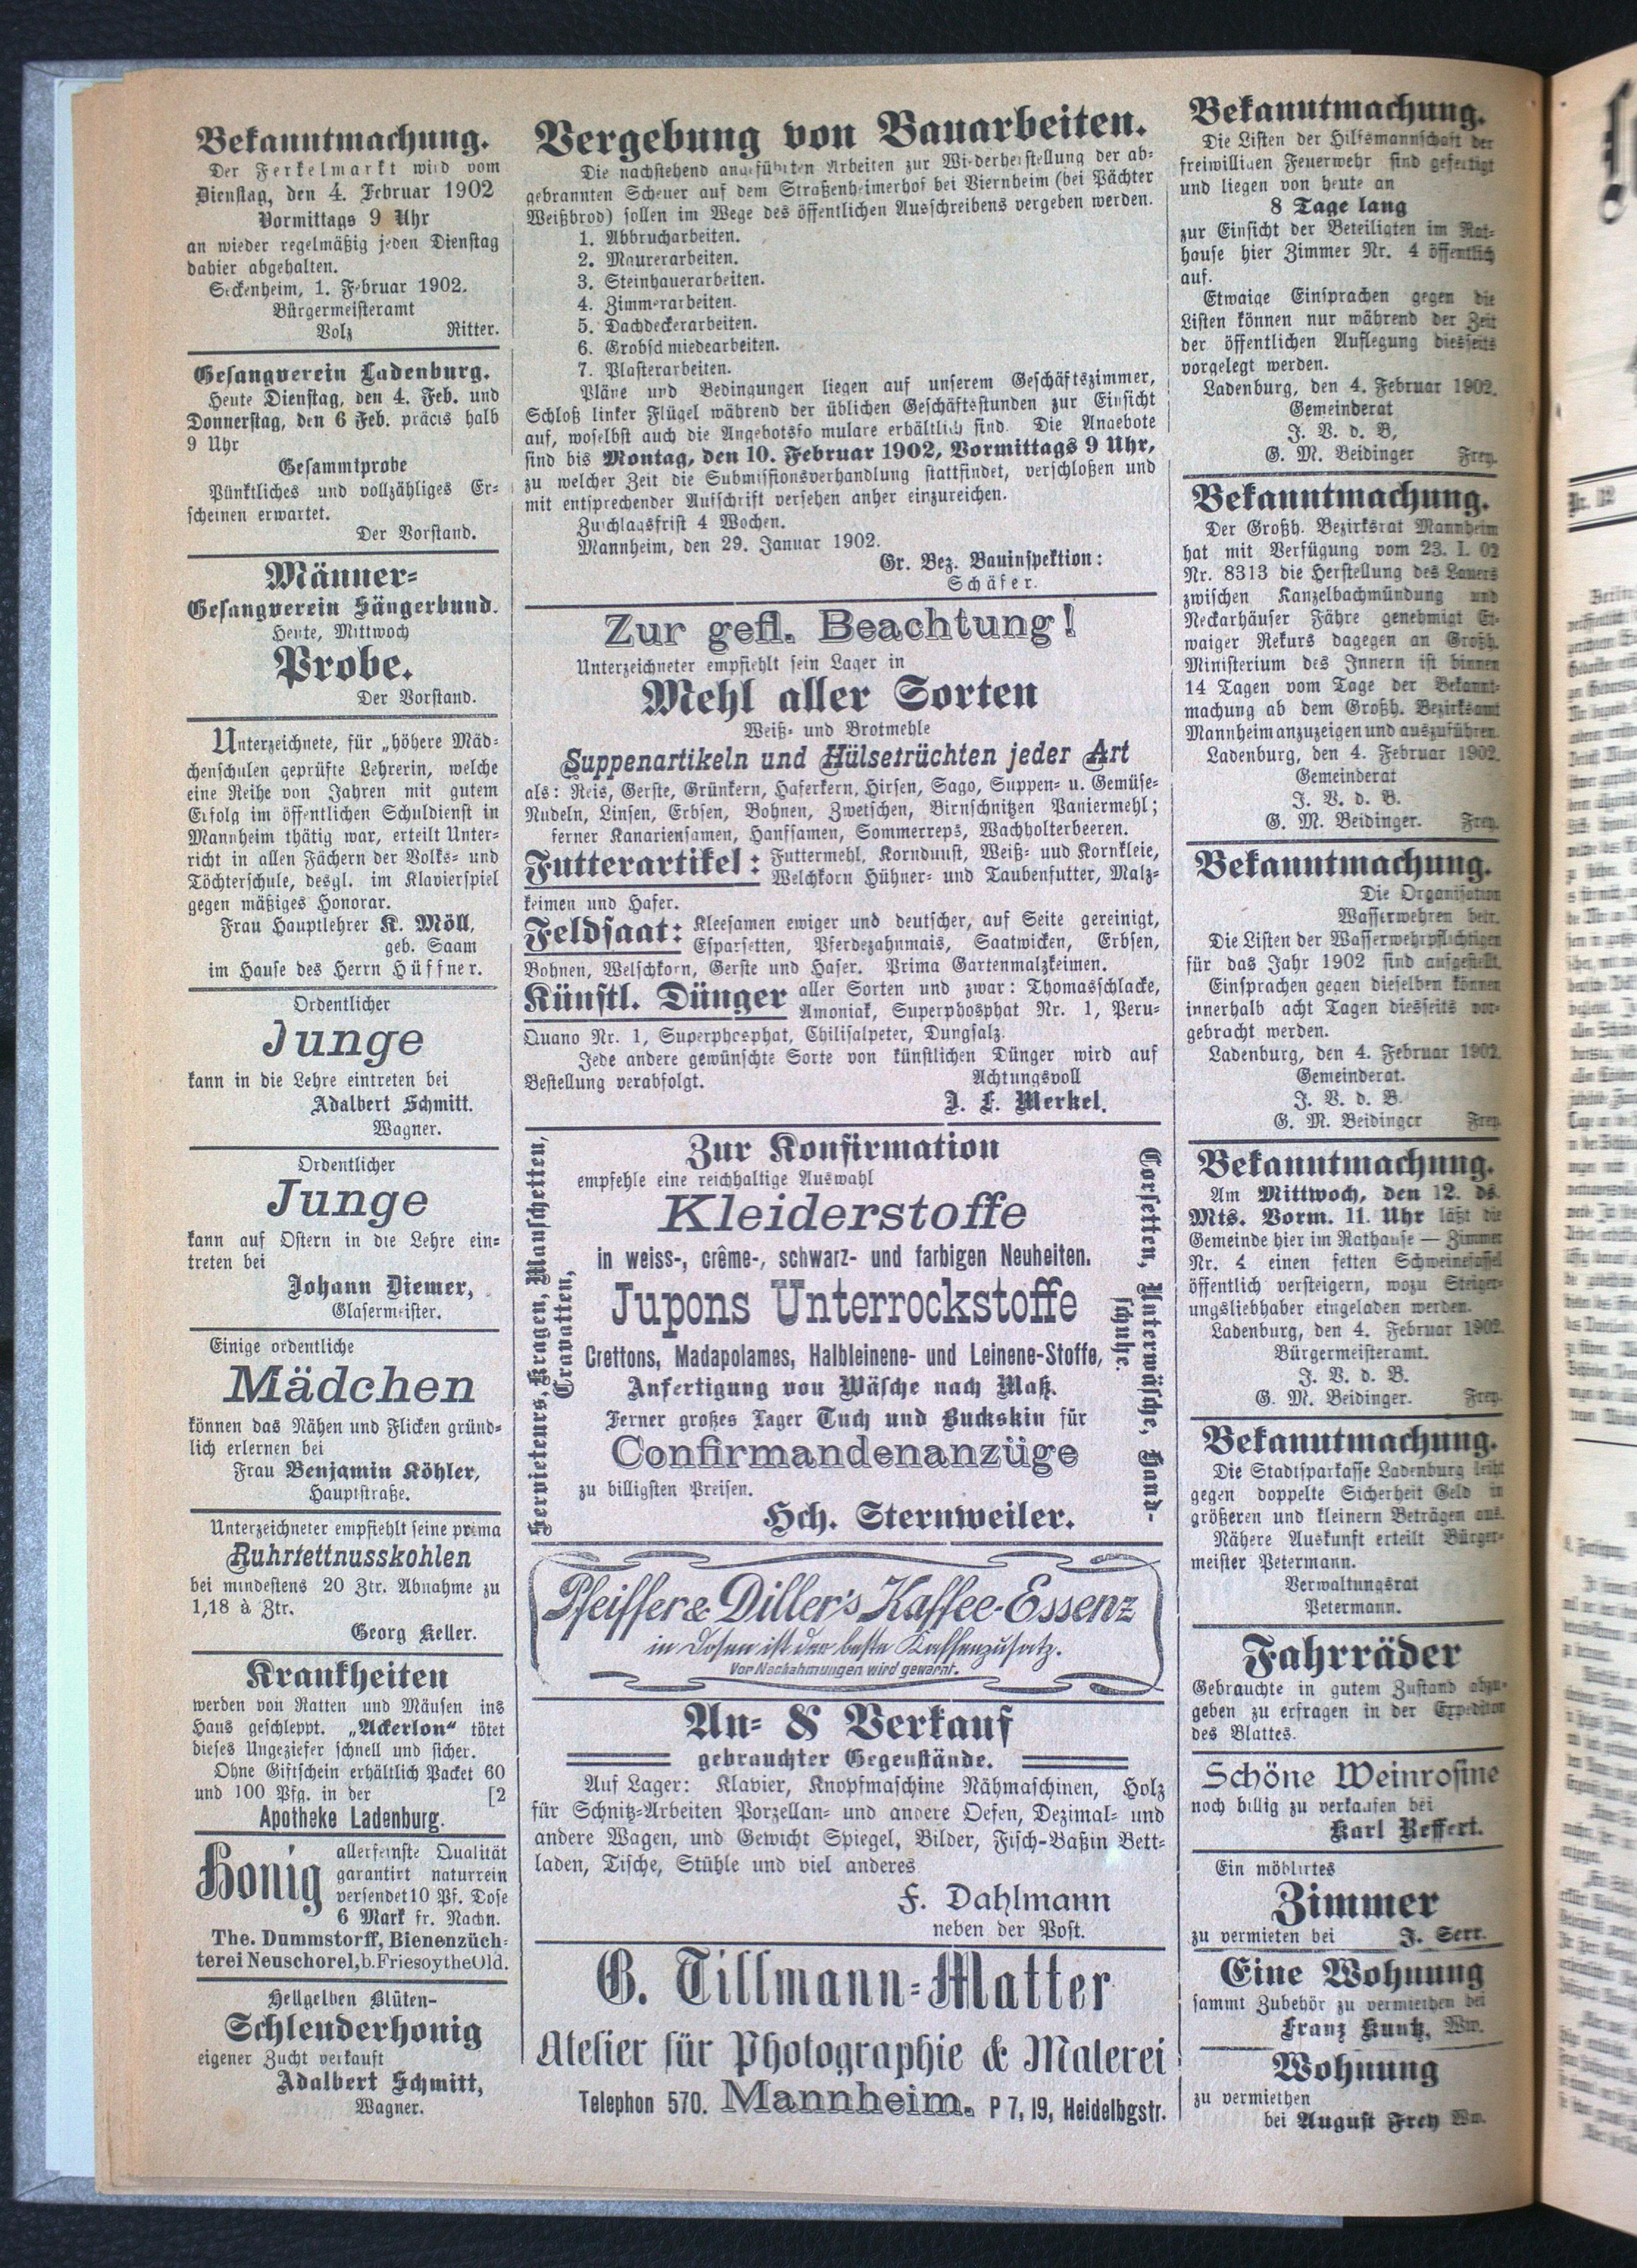 Bekanntmachung.
Der Ferkelmarkt wird vom
Dienstag, den 4. Februar 1902
Vormittags 9 Uhr
an wieder regelmäßig jeden Dienstag
dahier abgehalten.
Seckenheim, 1. Februar 1902.
Bürgermeisteramt
Volz Ritter.
Gesangverein Ladenburg.
Heute Dienstag, den 4. Feb. und
Donnerstag, den 6 Feb. präcis halb
9 Uhr
Gesammtprobe
Pünktliches und vollzähliges Er-
scheinen erwartet.
Der Vorstand.
Männer-
Gesangverein Sängerbund.
Heute, Mittwoch
Probe.
Der Vorstand.
Unterzeichnete, für „höhere Mäd-
chenschulen geprüfte Lehrerin, welche
eine Reihe von Jahren mit gutem
Erfolg im öffentlichen Schuldienst in
Mannheim thätig war, erteilt Unter-
richt in allen Fächern der Volks- und
Töchterschule, desgl. im Klavierspiel
gegen mäßiges Honorar.
Frau Hauptlehrer K. Möll,
geb. Saam
im Hause des Herrn Hüffner.
Ordentlicher
Junge
kann in die Lehre eintreten bei
Adalbert Schmitt.
Wagner.
Ordentlicher
Junge
kann auf Ostern in die Lehre ein-
treten bei
Johann Diemer,
Glasermeister.
Einige ordentliche
Mädchen
können das Nähen und Flicken gründ-
lich erlernen bei
Frau Benjamin Köhler,
Hauptstraße.
Unterzeichneter empfiehlt seine prima
Ruhrfettnusskohlen
bei mindestens 20 Ztr. Abnahme zu
1,18 à Ztr.
Georg Keller.
Krankheiten
werden von Ratten und Mäusen ins
Haus geschleppt. „Ackerlon“ tötet
dieses Ungeziefer schnell und sicher.
Ohne Giftschein erhältlich Packet 60
und 100 Pfg. in der [2
Apotheke Ladenburg.
Honig allerfeinste Qualität
garantirt naturrein
versendet 10 Pf. Dose
6 Mark fr. Nachn.
The. Dummstorff, Bienenzüch-
terei Neuschorel, b. Friesoythe Old.
Hellgelben Blüten-
Schleuderhonig
eigener Zucht verkauft
Adalbert Schmitt,
Wagner.
Vergebung von Bauarbeiten.
Die nachstehend angeführten Arbeiten zur Wiederherstellung der ab-
gebrannten Scheuer auf dem Straßenheimerhof bei Viernheim (bei Pächter
Weißbrod) sollen im Wege des öffentlichen Ausschreibens vergeben werden.
1. Abbrucharbeiten.
2. Maurerarbeiten.
3. Steinhauerarbeiten.
4. Zimmerarbeiten.
5. Dachdeckerarbeiten.
6. Grobschmiedearbeiten.
7. Plasterarbeiten.
Pläne und Bedingungen liegen auf unserem Geschäftszimmer,
Schloß linker Flügel während der üblichen Geschäftsstunden zur Einsicht
auf, woselbst auch die Angebotsfo mulare erhältlich sind. Die Angebote
sind bis Montag, den 10. Februar 1902, Vormittags 9 Uhr,
zu welcher Zeit die Submissionsverhandlung stattfindet, verschloßen und
mit entsprechender Aufschrift versehen anher einzureichen.
Zuschlagsfrist 4 Wochen.
Mannheim, den 29. Januar 1902.
Gr. Bez. Bauinspektion:
Schäfer.
Zur gefl. Beachtung!
Unterzeichneter empfiehlt sein Lager in
Mehl aller Sorten
Weiß- und Brotmehle
Suppenartikeln und Hülsefrüchten jeder Art
als: Reis, Gerste, Grünkern, Haferkern, Hirsen, Sago, Suppen- u. Gemüse-
Nudeln, Linsen, Erbsen, Bohnen, Zwetschen, Birnschnitzen Paniermehl;
ferner Kanariensamen, Hanfsamen, Sommerreps, Wachholterbeeren.
Futterartikel: Futtermehl, Korndunst, Weiß- und Kornkleie,
Welchkorn Hühner- und Taubenfutter, Malz-
keimen und Hafer.
Feldsaat: Kleesamen ewiger und deutscher, auf Seite gereinigt,
Esparsetten, Pferdezahnmais, Saatwicken, Erbsen,
Bohnen, Welschkorn, Gerste und Hafer. Prima Gartenmalzkeimen.
Künstl. Dünger aller Sorten und zwar: Thomasschlacke,
Amoniak, Superphosphat Nr. 1, Peru-
Quano Nr. 1, Superphosphat, Chilisalpeter, Dungsalz.
Jede andere gewünschte Sorte von künstlichen Dünger wird auf
Bestellung verabfolgt. Achtungsvoll
J. F. Merkel.
Servieteurs, Kragen, Manschetten,
Cravatten,
Zur Konfirmation
empfehle eine reichhaltige Auswahl
Kleiderstoffe
in weiss-, crême-, schwarz- und farbigen Neuheiten.
Jupons Unterrockstoffe
Crettons, Madapolames, Halbleinene- und Leinene-Stoffe,
Anfertigung von Wäsche nach Maß.
Ferner großes Lager Tuch und Buckskin für
Confirmandenanzüge
zu billigsten Preisen.
Hch. Sternweiler.
Corsetten, Unterwäsche, Hand-
schuhe.
Pfeiffer & Diller's Kaffee-Essenz
in Dosen ist der beste Kaffeezusatz.
Vor Nachahmungen wird gewarnt.
An- & Verkauf
gebrauchter Gegenstände.
Auf Lager: Klavier, Knopfmaschine Nähmaschinen, Holz
für Schnitz-Arbeiten Porzellan- und andere Oefen, Dezimal- und
andere Wagen, und Gewicht Spiegel, Bilder, Fisch-Baßin Bett-
laden, Tische, Stühle und viel anderes
F. Dahlmann
neben der Post.
G. Tillmann-Matter
Atelier für Photographie & Malerei
Telephon 570. Mannheim. P 7, 19, Heidelbgstr.
Bekanntmachung.
Die Listen der Hilfsmannschaft der
freiwilligen Feuerwehr sind gefertigt
und liegen von heute an
8 Tage lang
zur Einsicht der Beteiligten im Rat-
hause hier Zimmer Nr. 4 öffentlich
auf.
Etwaige Einsprachen gegen die
Listen können nur während der Zeit
der öffentlichen Auflegung diesseits
vorgelegt werden.
Ladenburg, den 4. Februar 1902.
Gemeinderat
J. V. d. B,
G. M. Beidinger Frey.
Bekanntmachung.
Der Großh. Bezirksrat Mannheim
hat mit Verfügung vom 23. I. 02
Nr. 8313 die Herstellung des Lauers
zwischen Kanzelbachmündung und
Neckarhäuser Fähre genehmigt Et-
waiger Rekurs dagegen an Großh.
Ministerium des Innern ist binnen
14 Tagen vom Tage der Bekannt-
machung ab dem Großh. Bezirksamt
Mannheim anzuzeigen und auszuführen.
Ladenburg, den 4. Februar 1902.
Gemeinderat
J. V. d. B.
G. M. Beidinger. Frey.
Bekanntmachung.
Die Organisation
Wasserwehren betr.
Die Listen der Wasserwehrpflichtigen
für das Jahr 1902 sind aufgestellt.
Einsprachen gegen dieselben können
innerhalb acht Tagen diesseits vor-
gebracht werden.
Ladenburg, den 4. Februar 1902.
Gemeinderat.
J. V. d. B.
G. M. Beidinger Frey.
Bekanntmachung.
Am Mittwoch, den 12. ds.
Mts. Vorm. 11. Uhr läßt die
Gemeinde hier im Rathause — Zimmer
Nr. 4 einen fetten Schweinefassel
öffentlich versteigern, wozu Steiger-
ungsliebhaber eingeladen werden.
Ladenburg, den 4. Februar 1902.
Bürgermeisteramt.
J. V. d. B.
G. M. Beidinger. Frey.
Bekanntmachung.
Die Stadtsparkasse Ladenburg leiht
gegen doppelte Sicherheit Geld in
größeren und kleinern Beträgen aus.
Nähere Auskunft erteilt Bürger-
meister Petermann.
Verwaltungsrat
Petermann.
Fahrräder
Gebrauchte in gutem Zustand abzu-
geben zu erfragen in der Expedition
des Blattes.
Schöne Weinrosine
noch billig zu verkaufen bei
Karl Reffert.
Ein möblirtes
Zimmer
zu vermieten bei J. Serr.
Eine Wohnung
sammt Zubehör zu vermiethen bei
Franz Kuntz, Ww.
Wohnung
zu vermiethen
bei August Frey Ww.
Nr. 12